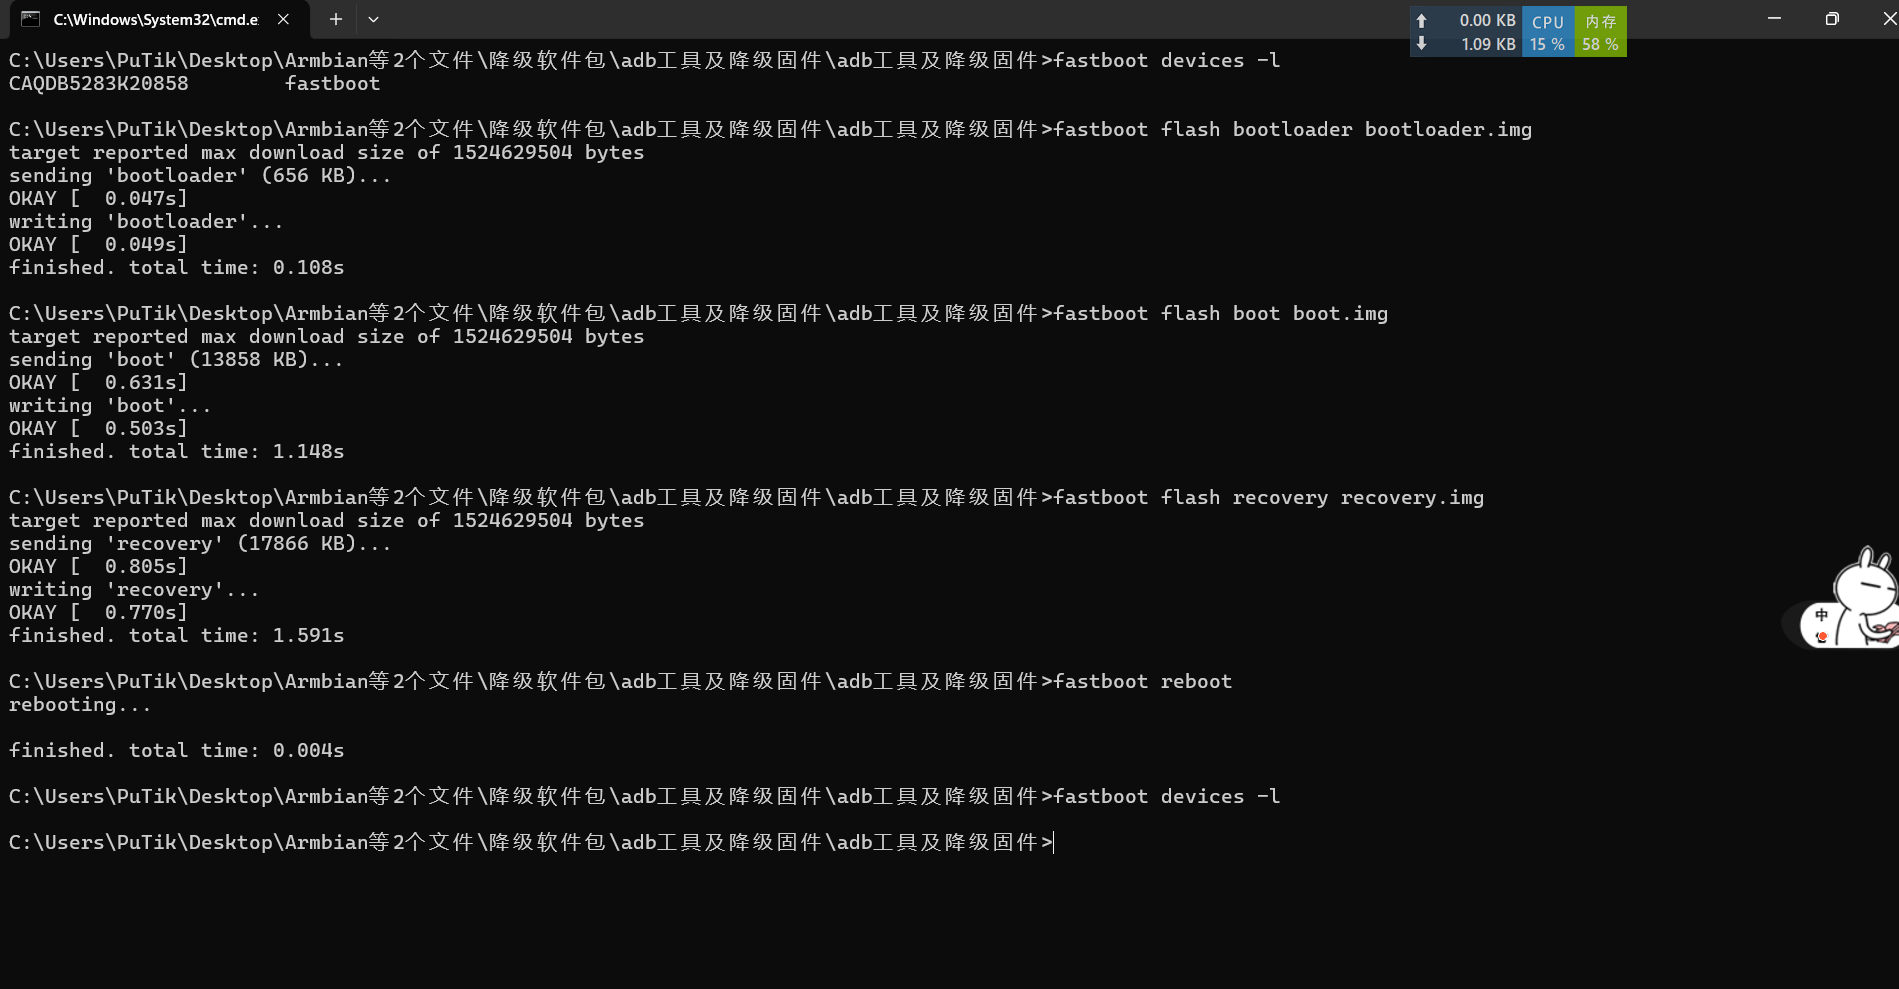 C:\Windows\System32\cmd.e
0.00 KB CPU 内存
1.09 KB 15 % 58 %
C:\Users\PuTik\Desktop\Armbian等2个文件\降级软件包\adb工具及降级固件\adb工具及降级固件>fastboot devices -l
CAQDB5283K20858        fastboot
C:\Users\PuTik\Desktop\Armbian等2个文件\降级软件包\adb工具及降级固件\adb工具及降级固件>fastboot flash bootloader bootloader.img
target reported max download size of 1524629504 bytes
sending 'bootloader' (656 KB)...
OKAY [  0.047s]
writing 'bootloader'...
OKAY [  0.049s]
finished. total time: 0.108s
C:\Users\PuTik\Desktop\Armbian等2个文件\降级软件包\adb工具及降级固件\adb工具及降级固件>fastboot flash boot boot.img
target reported max download size of 1524629504 bytes
sending 'boot' (13858 KB)...
OKAY [  0.631s]
writing 'boot'...
OKAY [  0.503s]
finished. total time: 1.148s
C:\Users\PuTik\Desktop\Armbian等2个文件\降级软件包\adb工具及降级固件\adb工具及降级固件>fastboot flash recovery recovery.img
target reported max download size of 1524629504 bytes
sending 'recovery' (17866 KB)...
OKAY [  0.805s]
writing 'recovery'...
OKAY [  0.770s]
finished. total time: 1.591s
中
C:\Users\PuTik\Desktop\Armbian等2个文件\降级软件包\adb工具及降级固件\adb工具及降级固件>fastboot reboot
rebooting...
finished. total time: 0.004s
C:\Users\PuTik\Desktop\Armbian等2个文件\降级软件包\adb工具及降级固件\adb工具及降级固件>fastboot devices -l
C:\Users\PuTik\Desktop\Armbian等2个文件\降级软件包\adb工具及降级固件\adb工具及降级固件>